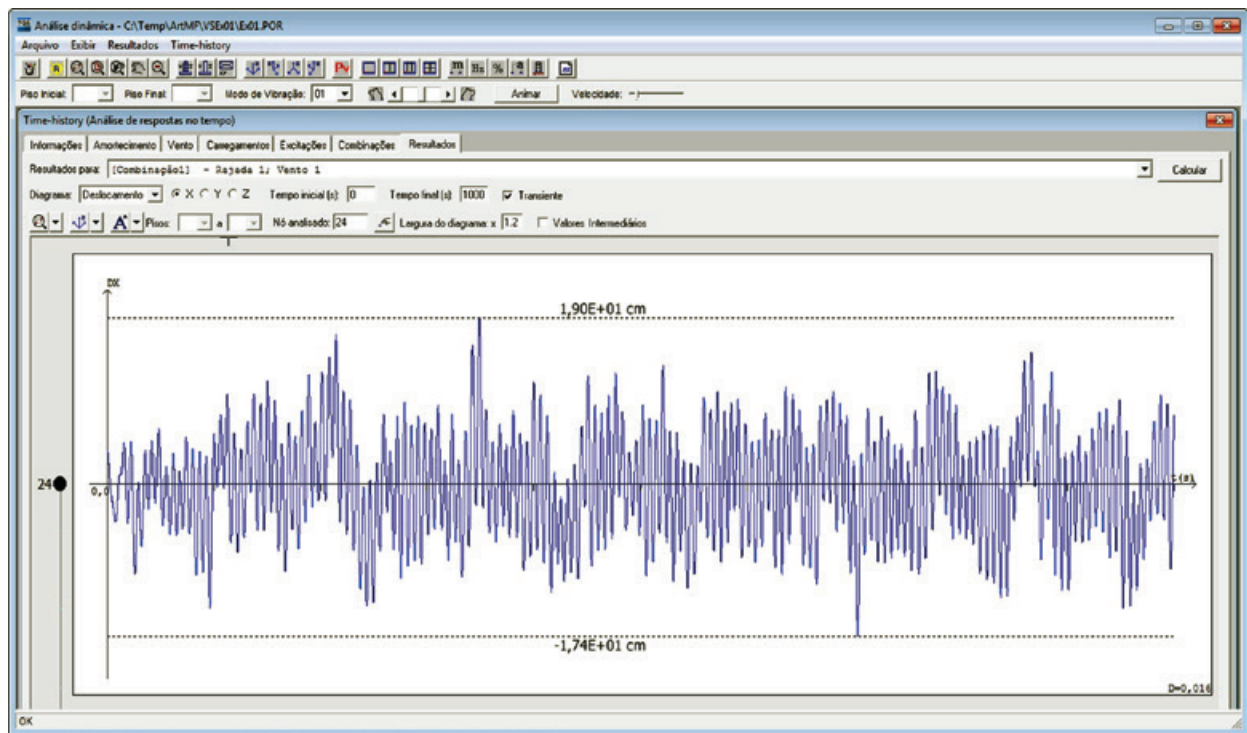 Análise dinâmica - C:\Temp\ArtMP\VSEx01\Ex01.POR
Arquivo Exibir Resultados Time-history
Piso Inicial: Piso Final: Modo de Vibração: 01 Animar Velocidade:
Time-history (Análise de respostas no tempo)
Informações Amortecimento Vento Carregamentos Excitações Combinações Resultados
Resultados para: [Combinação1] - Rajada 1; Vento 1 Calcular
Diagrama: Deslocamento X Y Z Tempo inicial (s): 0 Tempo final (s): 1000 Transiente
Pisos: a Nó analisado: 24 Largura do diagrama: x 1.2 Valores Intermediários
DX
1,90E+01 cm
24
0,0
t(s)
-1,74E+01 cm
D=0,016
OK